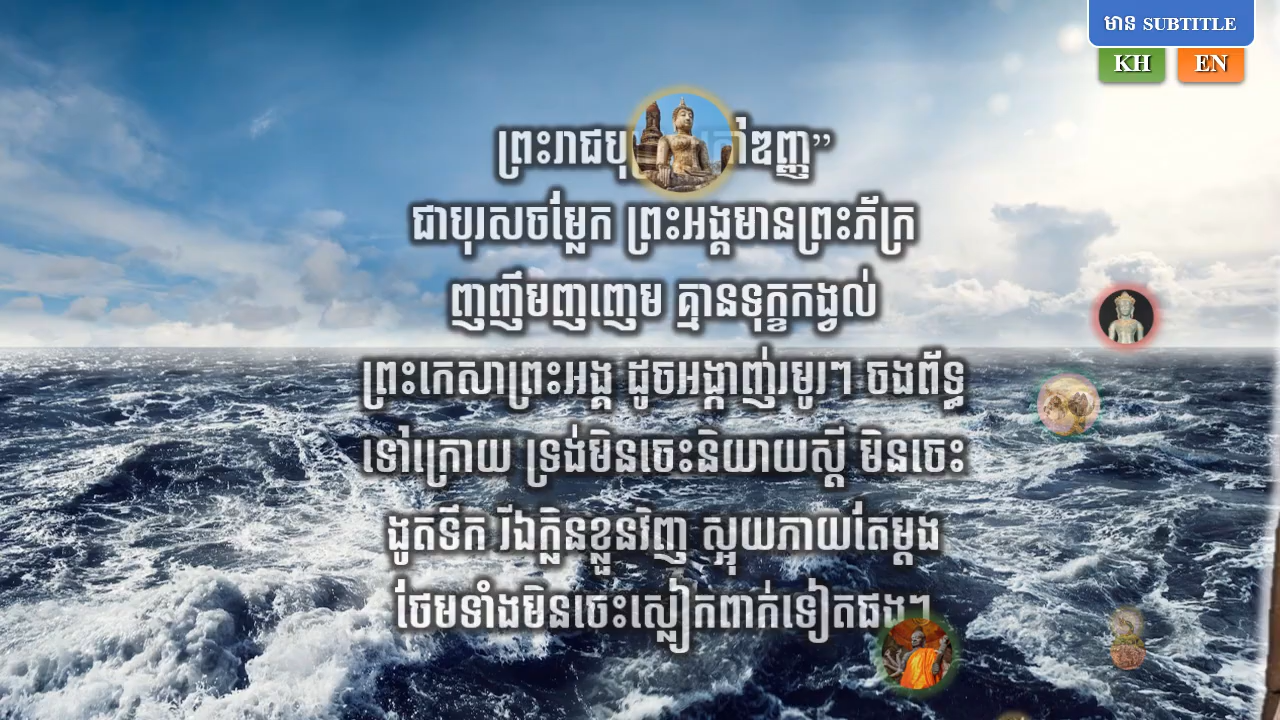 មាន SUBTITLE
KH EN
ឌញ្ញ”
ជាបុរសចម្លែក ព្រះអង្គមានព្រះភ័ក្រ
ញញឹមញញេម គ្មានទុក្ខកង្វល់
ព្រះកេសាព្រះអង្គ ដូចអង្កាញ់រមូរៗ ចងព័ទ្ធ
ទៅក្រោយ ទ្រង់មិនចេះនិយាយស្តី មិនចេះ
ងូតទឹក រីឯក្លិនខ្លួនវិញ ស្អុយភាយតែម្តង
ថែមទាំងមិនចេះស្លៀកពាក់ទៀតផងៗ